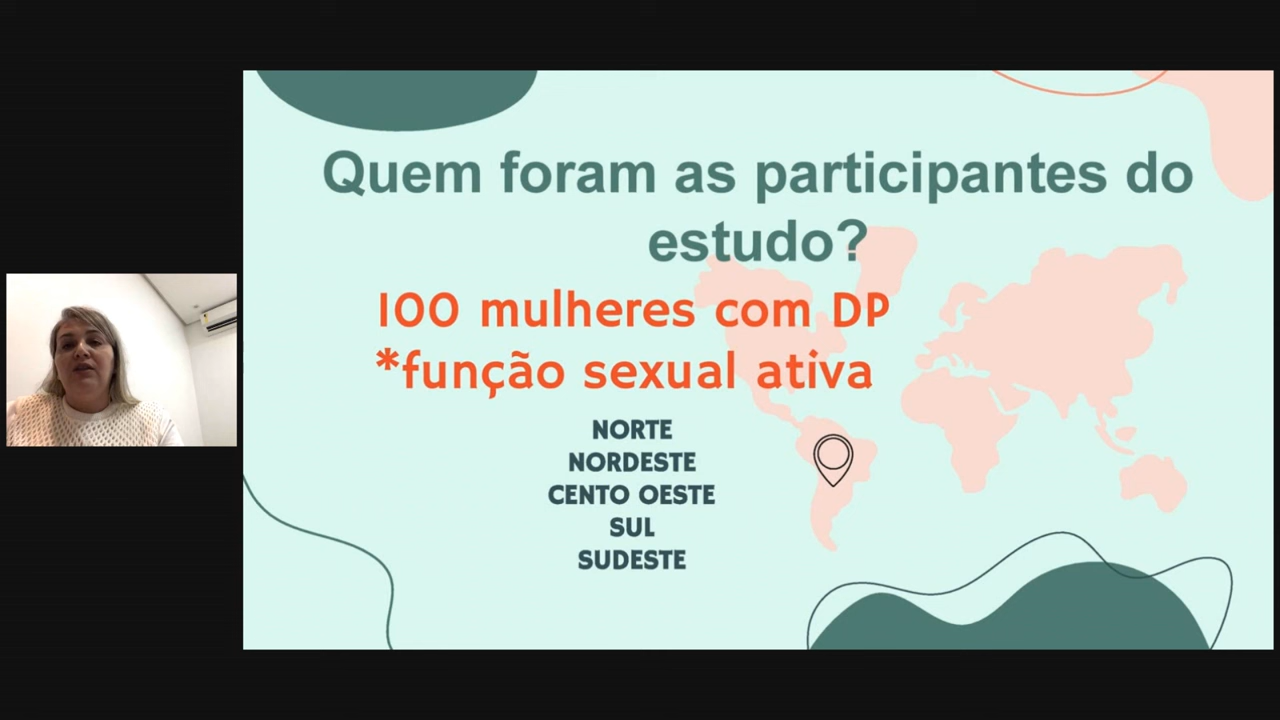 Quem foram as participantes do
estudo?
100 mulheres com DP
*função sexual ativa
NORTE
NORDESTE
CENTO OESTE
SUL
SUDESTE